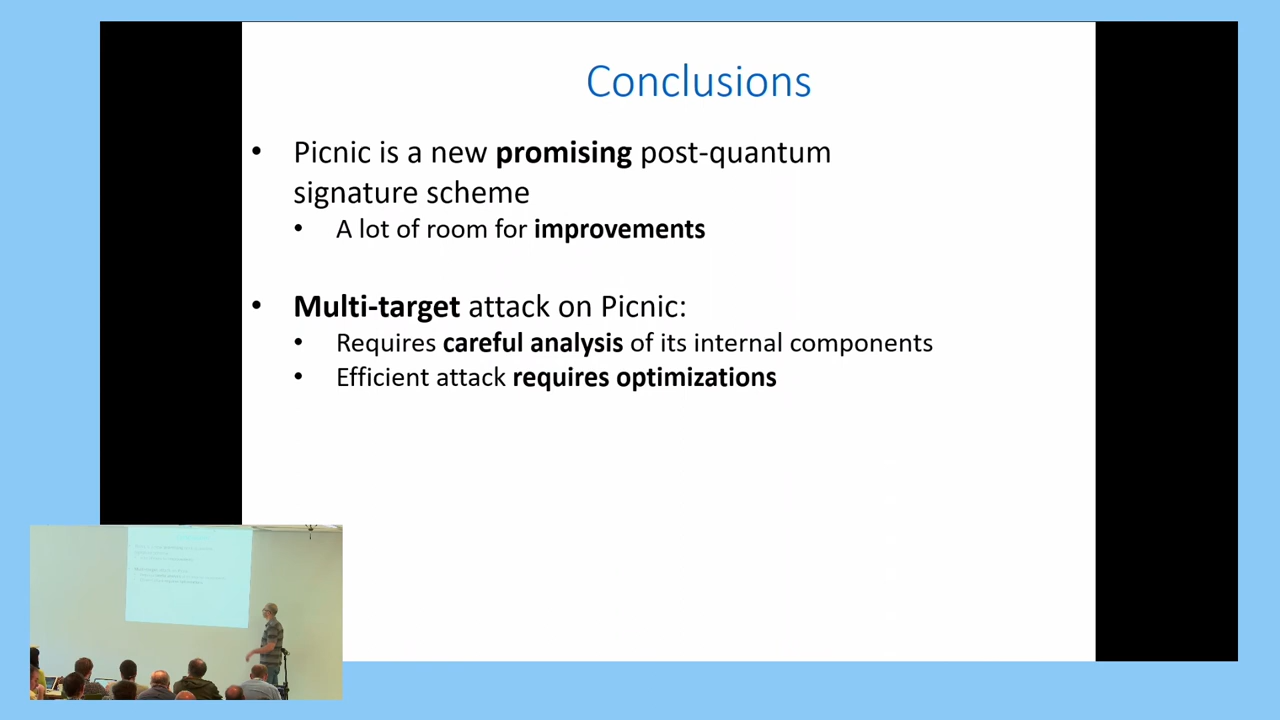 Conclusions
• Picnic is a new promising post-quantum
signature scheme
• A lot of room for improvements
• Multi-target attack on Picnic:
• Requires careful analysis of its internal components
• Efficient attack requires optimizations